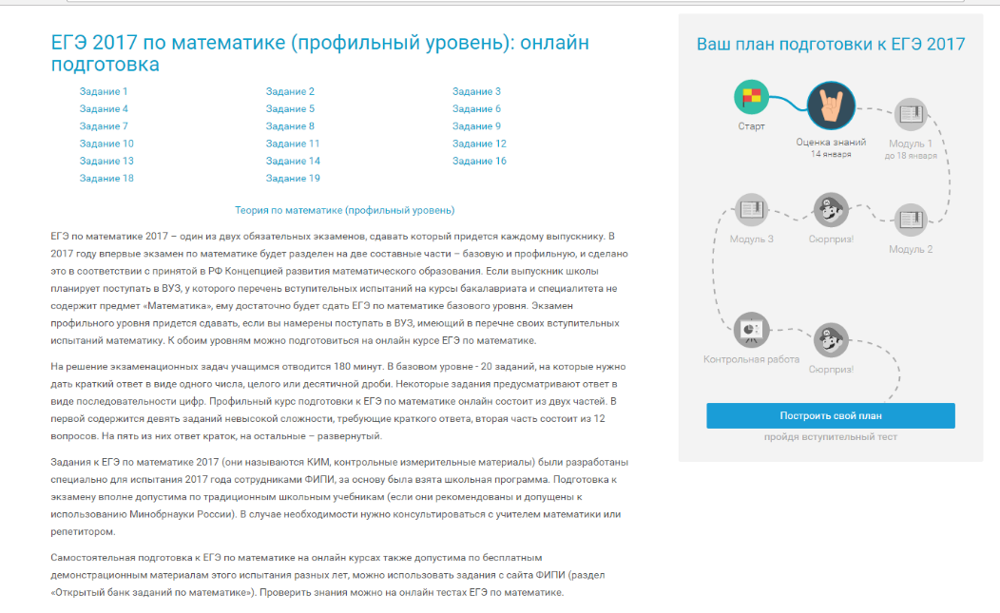 ЕГЭ 2017 по математике (профильный уровень): онлайн
подготовка
Задание 1 Задание 2 Задание 3
Задание 4 Задание 5 Задание 6
Задание 7 Задание 8 Задание 9
Задание 10 Задание 11 Задание 12
Задание 13 Задание 14 Задание 16
Задание 18 Задание 19
Теория по математике (профильный уровень)
ЕГЭ по математике 2017 – один из двух обязательных экзаменов, сдавать который придется каждому выпускнику. В
2017 году впервые экзамен по математике будет разделен на две составные части – базовую и профильную, и сделано
это в соответствии с принятой в РФ Концепцией развития математического образования. Если выпускник школы
планирует поступать в ВУЗ, у которого перечень вступительных испытаний на курсы бакалавриата и специалитета не
содержит предмет «Математика», ему достаточно будет сдать ЕГЭ по математике базового уровня. Экзамен
профильного уровня придется сдавать, если вы намерены поступать в ВУЗ, имеющий в перечне своих вступительных
испытаний математику. К обоим уровням можно подготовиться на онлайн курсе ЕГЭ по математике.
На решение экзаменационных задач учащимся отводится 180 минут. В базовом уровне - 20 заданий, на которые нужно
дать краткий ответ в виде одного числа, целого или десятичной дроби. Некоторые задания предусматривают ответ в
виде последовательности цифр. Профильный курс подготовки к ЕГЭ по математике онлайн состоит из двух частей. В
первой содержится девять заданий невысокой сложности, требующие краткого ответа, вторая часть состоит из 12
вопросов. На пять из них ответ краток, на остальные – развернутый.
Задания к ЕГЭ по математике 2017 (они называются КИМ, контрольные измерительные материалы) были разработаны
специально для испытания 2017 года сотрудниками ФИПИ, за основу была взята школьная программа. Подготовка к
экзамену вполне допустима по традиционным школьным учебникам (если они рекомендованы и допущены к
использованию Минобрнауки России). В случае необходимости нужно консультироваться с учителем математики или
репетитором.
Самостоятельная подготовка к ЕГЭ по математике на онлайн курсах также допустима по бесплатным
демонстрационным материалам этого испытания разных лет, можно использовать задания с сайта ФИПИ (раздел
«Открытый банк заданий по математике»). Проверить знания можно на онлайн тестах ЕГЭ по математике.
Ваш план подготовки к ЕГЭ 2017
Старт
Оценка знаний
14 января
Модуль 1
до 18 января
Модуль 3
Сюрприз!
Модуль 2
Контрольная работа
Сюрприз!
Построить свой план
пройдя вступительный тест